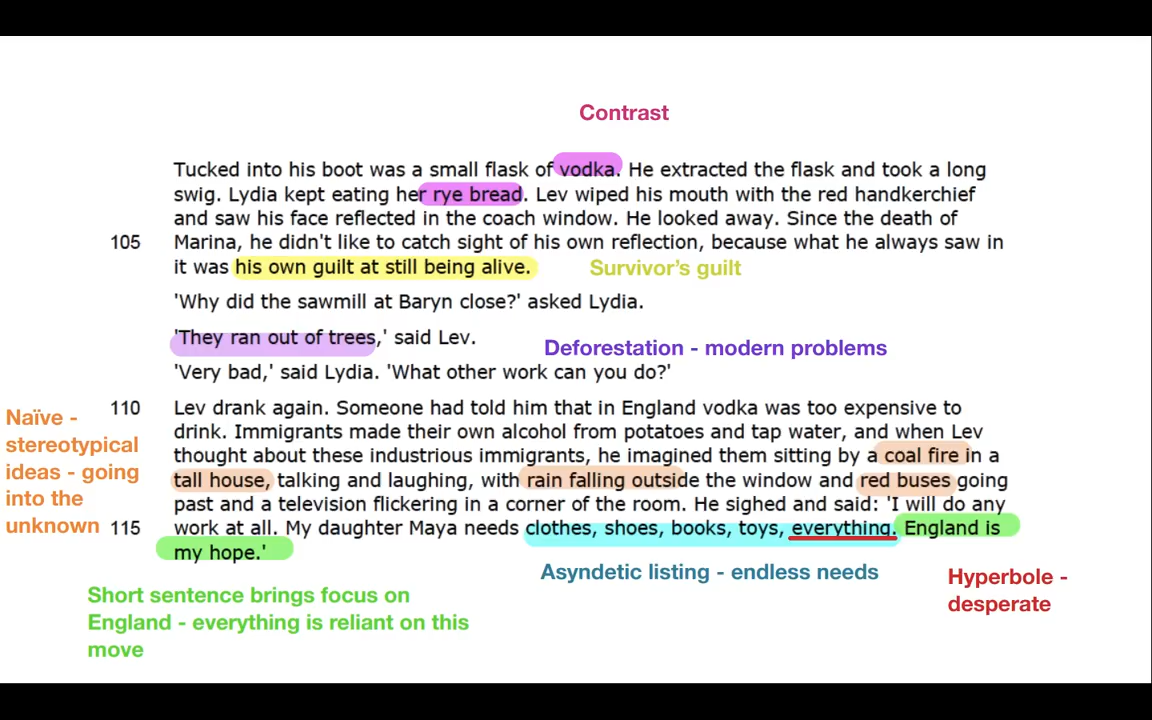 Contrast
Tucked into his boot was a small flask of vodka. He extracted the flask and took a long
swig. Lydia kept eating her rye bread. Lev wiped his mouth with the red handkerchief
and saw his face reflected in the coach window. He looked away. Since the death of
105 Marina, he didn't like to catch sight of his own reflection, because what he always saw in
it was his own guilt at still being alive.
Survivor's guilt
'Why did the sawmill at Baryn close?' asked Lydia.
'They ran out of trees,' said Lev.
Deforestation - modern problems
'Very bad,' said Lydia. 'What other work can you do?'
110 Lev drank again. Someone had told him that in England vodka was too expensive to
drink. Immigrants made their own alcohol from potatoes and tap water, and when Lev
thought about these industrious immigrants, he imagined them sitting by a coal fire in a
tall house, talking and laughing, with rain falling outside the window and red buses going
past and a television flickering in a corner of the room. He sighed and said: 'I will do any
115 work at all. My daughter Maya needs clothes, shoes, books, toys, everything. England is
my hope.'
Naïve -
stereotypical
ideas - going
into the
unknown
Asyndetic listing - endless needs
Hyperbole -
desperate
Short sentence brings focus on
England - everything is reliant on this
move